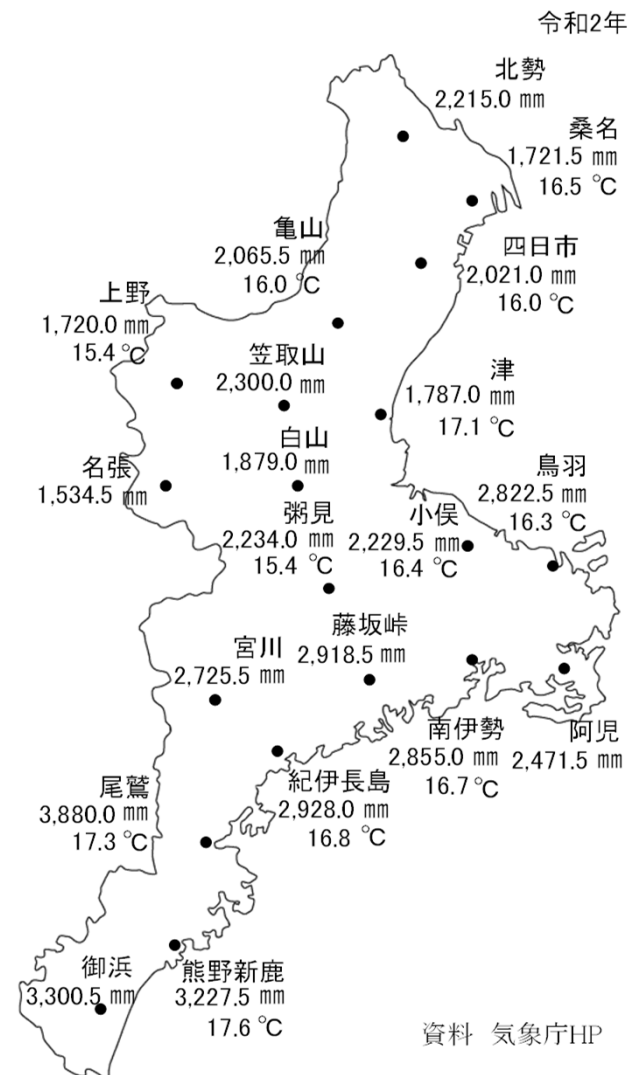 令和2年
北勢
2,215.0 ㎜
桑名
1,721.5 ㎜
16.5 ℃
亀山
2,065.5 ㎜
16.0 ℃
四日市
2,021.0 ㎜
16.0 ℃
上野
1,720.0 ㎜
15.4 ℃
笠取山
2,300.0 ㎜
津
1,787.0 ㎜
17.1 ℃
白山
1,879.0 ㎜
名張
1,534.5 ㎜
鳥羽
2,822.5 ㎜
16.3 ℃
粥見
2,234.0 ㎜
15.4 ℃
小俣
2,229.5 ㎜
16.4 ℃
藤坂峠
2,918.5 ㎜
宮川
2,725.5 ㎜
南伊勢
2,855.0 ㎜
16.7 ℃
阿児
2,471.5 ㎜
紀伊長島
2,928.0 ㎜
16.8 ℃
尾鷲
3,880.0 ㎜
17.3 ℃
御浜
3,300.5 ㎜
熊野新鹿
3,227.5 ㎜
17.6 ℃
資料 気象庁HP